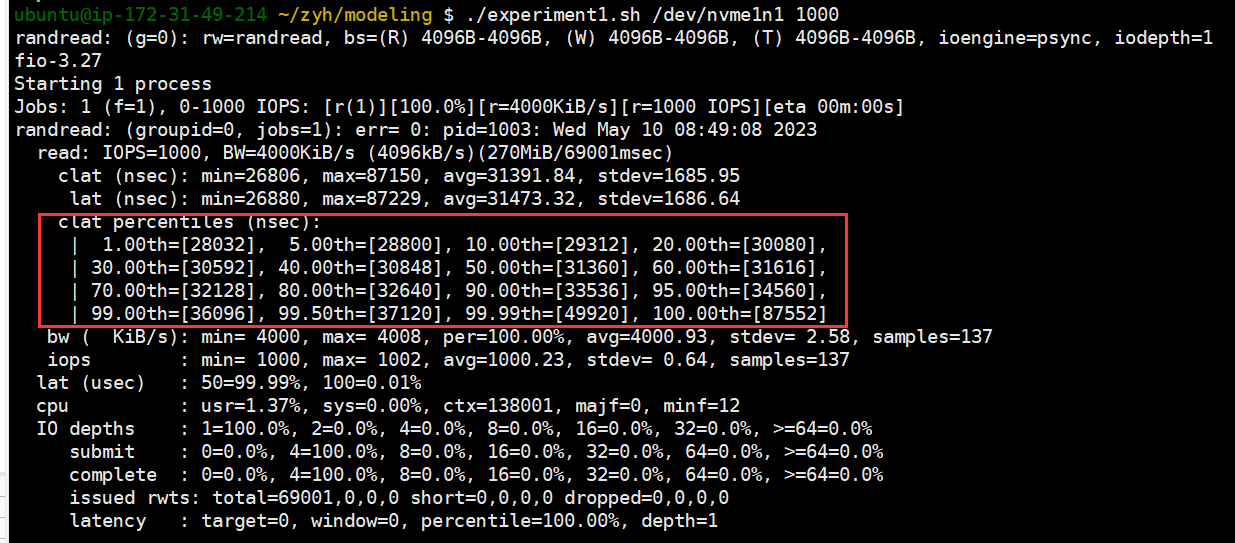 ubuntu@ip-172-31-49-214 ~/zyh/modeling $ ./experiment1.sh /dev/nvme1n1 1000
randread: (g=0): rw=randread, bs=(R) 4096B-4096B, (W) 4096B-4096B, (T) 4096B-4096B, ioengine=psync, iodepth=1
fio-3.27
Starting 1 process
Jobs: 1 (f=1), 0-1000 IOPS: [r(1)][100.0%][r=4000KiB/s][r=1000 IOPS][eta 00m:00s]
randread: (groupid=0, jobs=1): err= 0: pid=1003: Wed May 10 08:49:08 2023
read: IOPS=1000, BW=4000KiB/s (4096kB/s)(270MiB/69001msec)
clat (nsec): min=26806, max=87150, avg=31391.84, stdev=1685.95
lat (nsec): min=26880, max=87229, avg=31473.32, stdev=1686.64
clat percentiles (nsec):
| 1.00th=[28032], 5.00th=[28800], 10.00th=[29312], 20.00th=[30080],
| 30.00th=[30592], 40.00th=[30848], 50.00th=[31360], 60.00th=[31616],
| 70.00th=[32128], 80.00th=[32640], 90.00th=[33536], 95.00th=[34560],
| 99.00th=[36096], 99.50th=[37120], 99.99th=[49920], 100.00th=[87552]
bw ( KiB/s): min= 4000, max= 4008, per=100.00%, avg=4000.93, stdev= 2.58, samples=137
iops : min= 1000, max= 1002, avg=1000.23, stdev= 0.64, samples=137
lat (usec) : 50=99.99%, 100=0.01%
cpu : usr=1.37%, sys=0.00%, ctx=138001, majf=0, minf=12
IO depths : 1=100.0%, 2=0.0%, 4=0.0%, 8=0.0%, 16=0.0%, 32=0.0%, >=64=0.0%
submit : 0=0.0%, 4=100.0%, 8=0.0%, 16=0.0%, 32=0.0%, 64=0.0%, >=64=0.0%
complete : 0=0.0%, 4=100.0%, 8=0.0%, 16=0.0%, 32=0.0%, 64=0.0%, >=64=0.0%
issued rwts: total=69001,0,0,0 short=0,0,0,0 dropped=0,0,0,0
latency : target=0, window=0, percentile=100.00%, depth=1